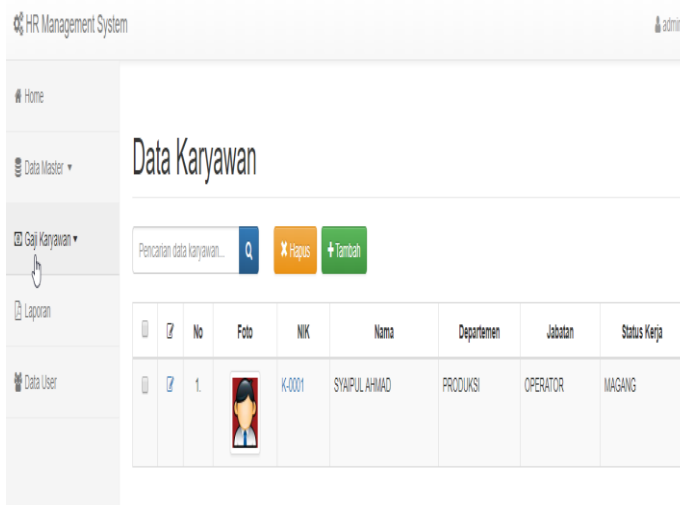 HR Management System
admin
Home
Data Master
Gaji Karyawan
Laporan
Data User
Data Karyawan
Pencarian data karyawan...
Hapus
Tambah
No Foto NIK Nama Departemen Jabatan Status Kerja
1. K-0001 SYAIPUL AHMAD PRODUKSI OPERATOR MAGANG